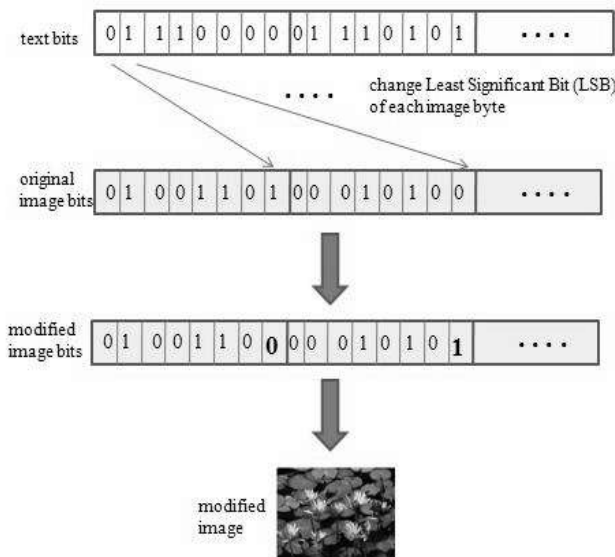 text bits 0 1 1 1 0 0 0 0 0 1 1 1 0 1 0 1 ....
.... change Least Significant Bit (LSB)
of each image byte
original
image bits 0 1 0 0 1 1 0 1 0 0 0 1 0 1 0 0 ....
modified
image bits 0 1 0 0 1 1 0 0 0 0 0 1 0 1 0 1 ....
modified
image